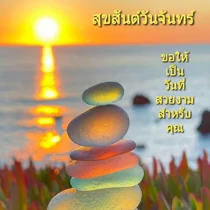 สุขสันต์วันจันทร์
ขอให้
เป็น
วันที่
สวยงาม
สำหรับ
คุณ